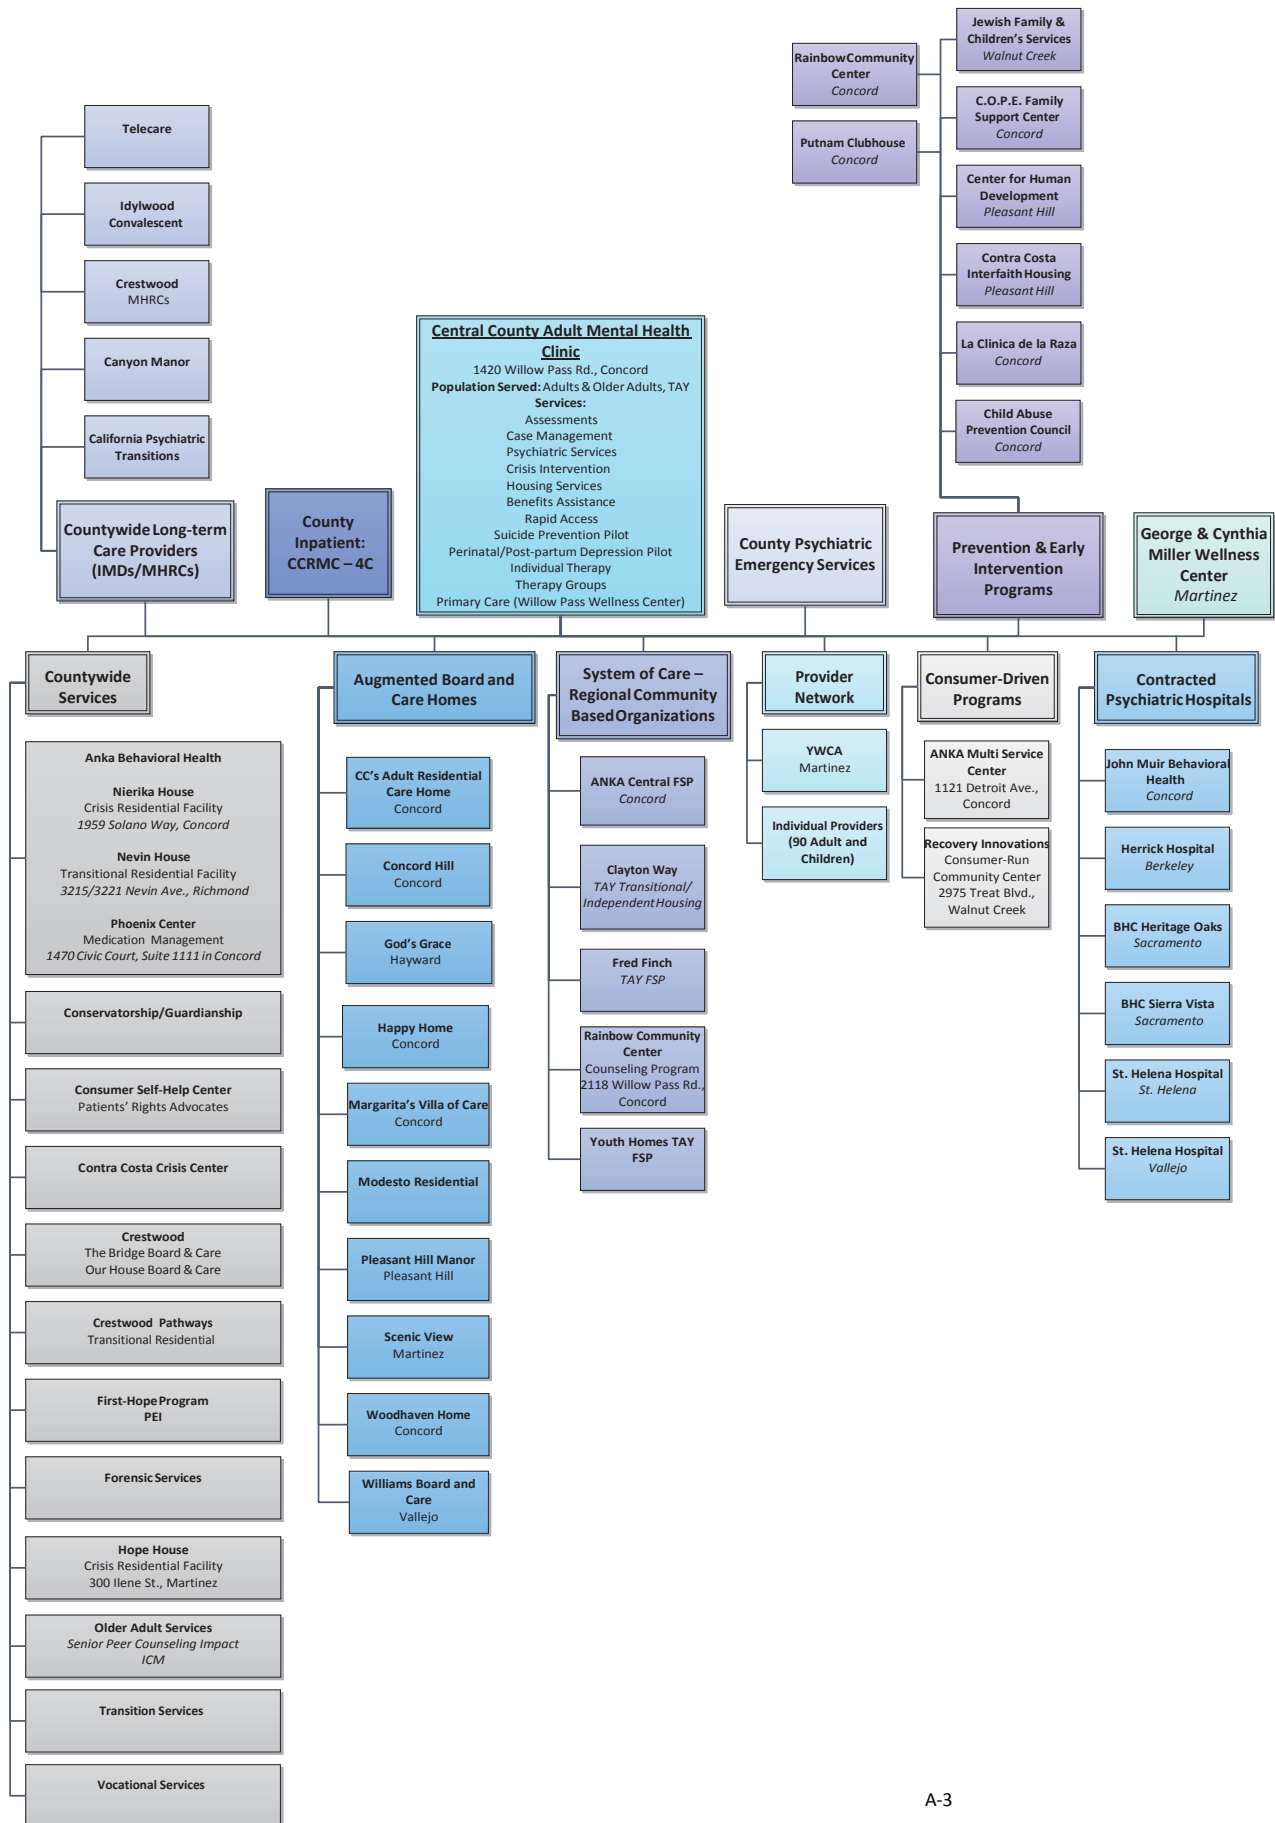 Jewish Family &
Children's Services
Walnut Creek
Rainbow Community
Center
Concord
C.O.P.E. Family
Support Center
Concord
Putnam Clubhouse
Concord
Center for Human
Development
Pleasant Hill
Contra Costa
Interfaith Housing
Pleasant Hill
La Clinica de la Raza
Concord
Child Abuse
Prevention Council
Concord
Telecare
Idylwood
Convalescent
Crestwood
MHRCs
Canyon Manor
California Psychiatric
Transitions
Countywide Long-term
Care Providers
(IMDs/MHRCs)
County
Inpatient:
CCRMC – 4C
Central County Adult Mental Health
Clinic
1420 Willow Pass Rd., Concord
Population Served: Adults & Older Adults, TAY
Services:
Assessments
Case Management
Psychiatric Services
Crisis Intervention
Housing Services
Benefits Assistance
Rapid Access
Suicide Prevention Pilot
Perinatal/Post-partum Depression Pilot
Individual Therapy
Therapy Groups
Primary Care (Willow Pass Wellness Center)
County Psychiatric
Emergency Services
Prevention & Early
Intervention
Programs
George & Cynthia
Miller Wellness
Center
Martinez
Countywide
Services
Anka Behavioral Health
Nierika House
Crisis Residential Facility
1959 Solano Way, Concord
Nevin House
Transitional Residential Facility
3215/3221 Nevin Ave., Richmond
Phoenix Center
Medication Management
1470 Civic Court, Suite 1111 in Concord
Conservatorship/Guardianship
Consumer Self-Help Center
Patients' Rights Advocates
Contra Costa Crisis Center
Crestwood
The Bridge Board & Care
Our House Board & Care
Crestwood Pathways
Transitional Residential
First-Hope Program
PEI
Forensic Services
Hope House
Crisis Residential Facility
300 Ilene St., Martinez
Older Adult Services
Senior Peer Counseling Impact
ICM
Transition Services
Vocational Services
Augmented Board and
Care Homes
CC's Adult Residential
Care Home
Concord
Concord Hill
Concord
God's Grace
Hayward
Happy Home
Concord
Margarita's Villa of Care
Concord
Modesto Residential
Pleasant Hill Manor
Pleasant Hill
Scenic View
Martinez
Woodhaven Home
Concord
Williams Board and
Care
Vallejo
System of Care –
Regional Community
Based Organizations
ANKA Central FSP
Concord
Clayton Way
TAY Transitional/
Independent Housing
Fred Finch
TAY FSP
Rainbow Community
Center
Counseling Program
2118 Willow Pass Rd.,
Concord
Youth Homes TAY
FSP
Provider
Network
YWCA
Martinez
Individual Providers
(90 Adult and
Children)
Consumer-Driven
Programs
ANKA Multi Service
Center
1121 Detroit Ave.,
Concord
Recovery Innovations
Consumer-Run
Community Center
2975 Treat Blvd.,
Walnut Creek
Contracted
Psychiatric Hospitals
John Muir Behavioral
Health
Concord
Herrick Hospital
Berkeley
BHC Heritage Oaks
Sacramento
BHC Sierra Vista
Sacramento
St. Helena Hospital
St. Helena
St. Helena Hospital
Vallejo
A-3